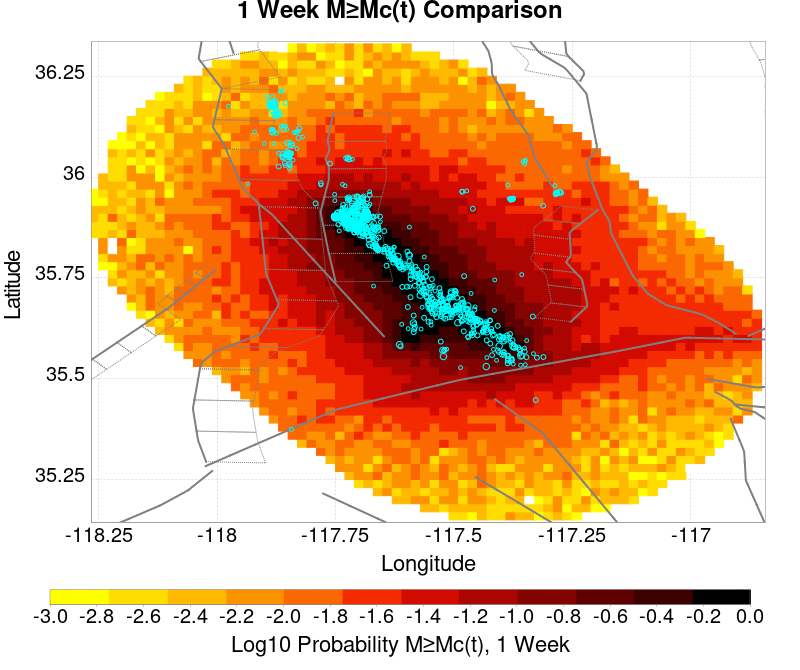 1 Week M≥Mc(t) Comparison
36.25
36
35.75
35.5
35.25
Latitude
-118.25 -118 -117.75 -117.5 -117.25 -117
Longitude
-3.0 -2.8 -2.6 -2.4 -2.2 -2.0 -1.8 -1.6 -1.4 -1.2 -1.0 -0.8 -0.6 -0.4 -0.2 0.0
Log10 Probability M≥Mc(t), 1 Week